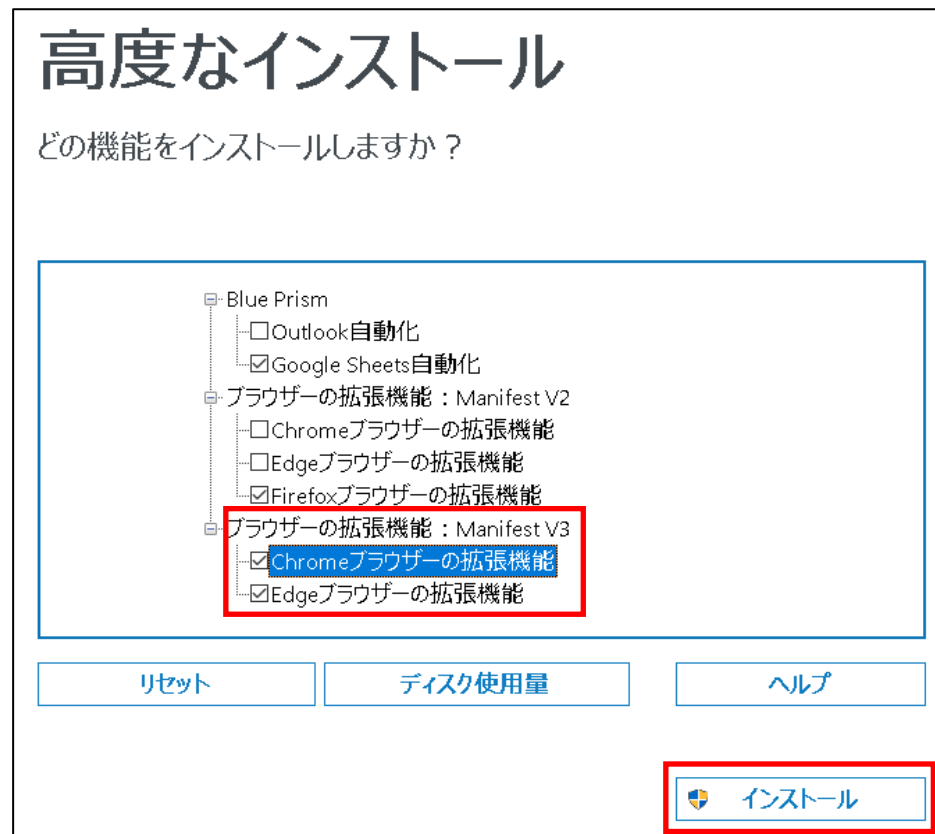 高度なインストール
どの機能をインストールしますか？
Blue Prism
Outlook自動化
Google Sheets自動化
ブラウザーの拡張機能：Manifest V2
Chromeブラウザーの拡張機能
Edgeブラウザーの拡張機能
Firefoxブラウザーの拡張機能
ブラウザーの拡張機能：Manifest V3
Chromeブラウザーの拡張機能
Edgeブラウザーの拡張機能
リセット ディスク使用量 ヘルプ
インストール